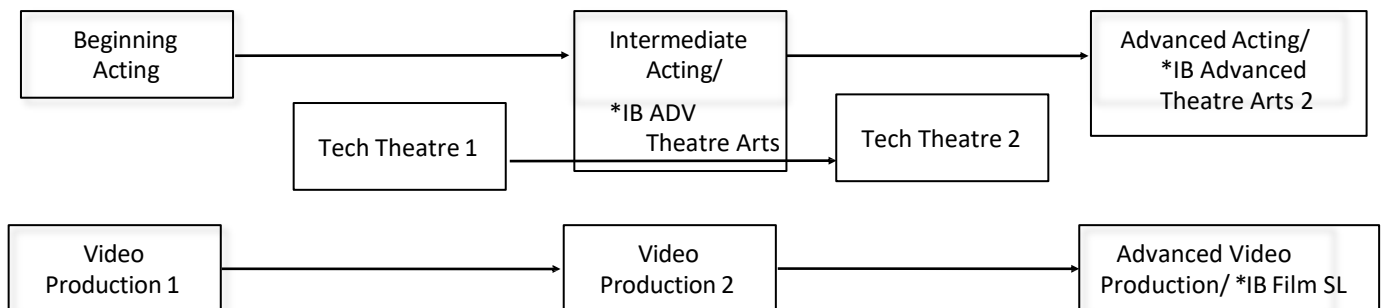 Beginning
Acting
Intermediate
Acting/
*IB ADV
Theatre Arts
Advanced Acting/
*IB Advanced
Theatre Arts 2
Tech Theatre 1
Tech Theatre 2
Video
Production 1
Video
Production 2
Advanced Video
Production/ *IB Film SL